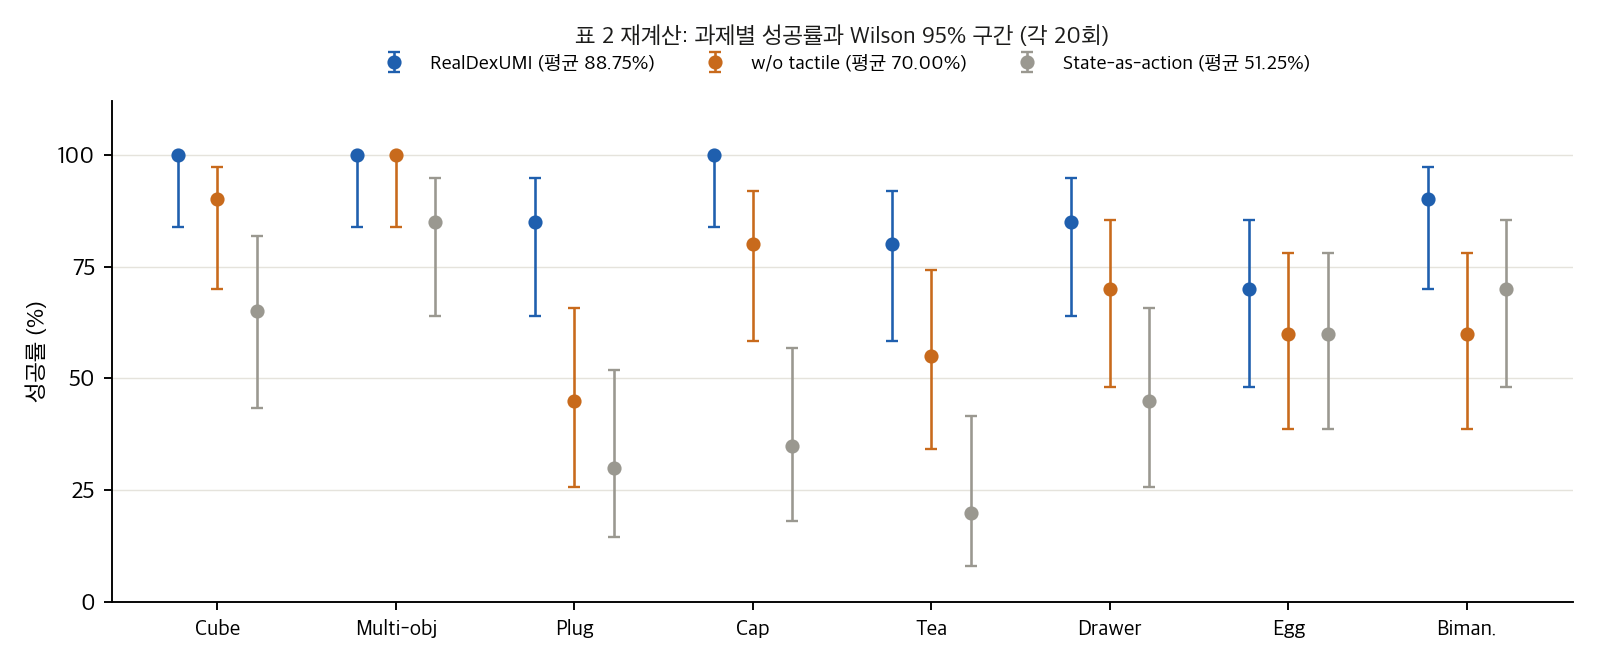 표 2 재계산: 과제별 성공률과 Wilson 95% 구간 (각 20회)
RealDexUMI (평균 88.75%) w/o tactile (평균 70.00%) State-as-action (평균 51.25%)
성공률 (%)
100
75
50
25
0
Cube Multi-obj Plug Cap Tea Drawer Egg Biman.